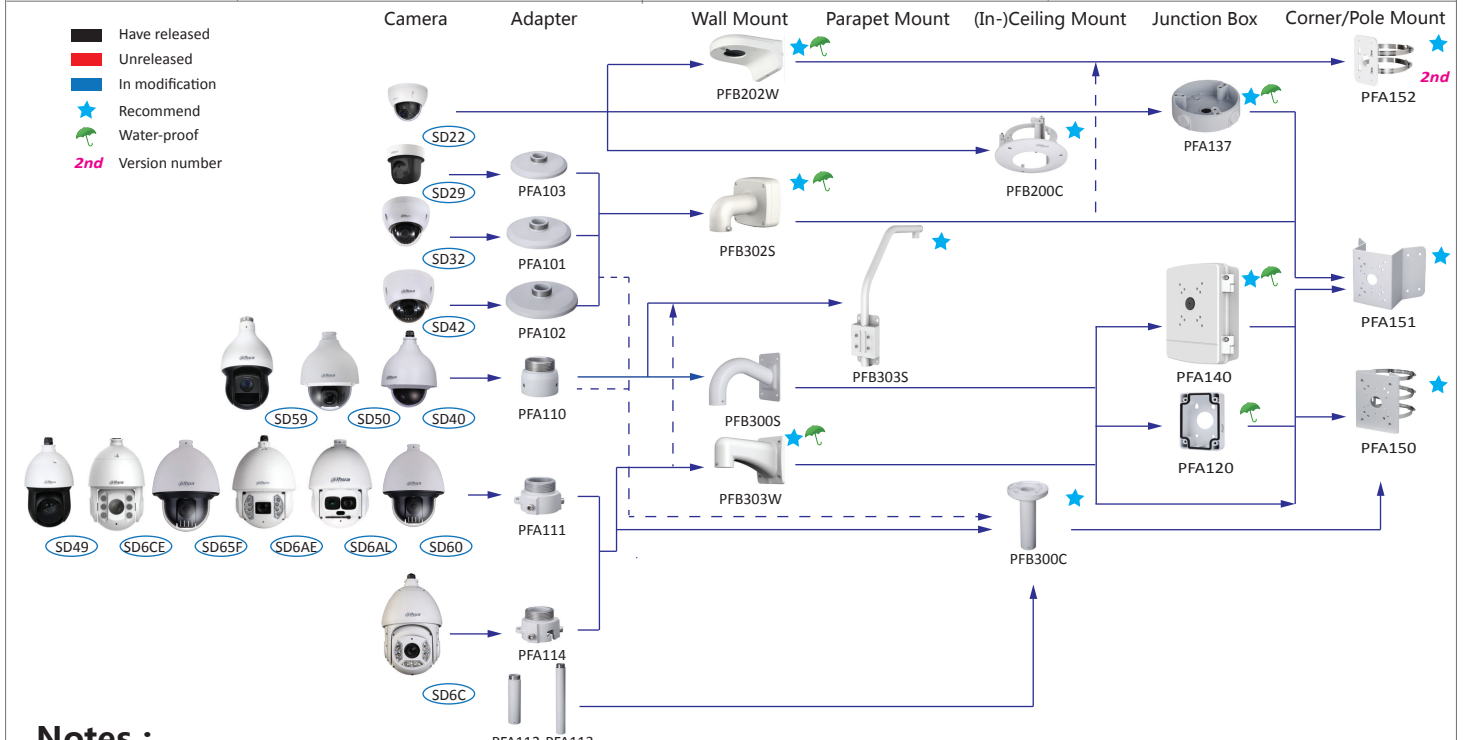 Camera Adapter Wall Mount Parapet Mount (In-)Ceiling Mount Junction Box Corner/Pole Mount
Have released
Unreleased
In modification
Recommend
Water-proof
2nd Version number
PFB202W
2nd
PFA152
SD22
PFA137
PFB200C
SD29
PFA103
PFB302S
SD32
PFA101
SD42
PFA102
PFA151
PFB303S
PFA140
SD59
SD50
SD40
PFA110
PFB300S
PFA150
PFA120
PFB303W
SD49
SD6CE
SD65F
SD6AE
SD6AL
SD60
PFA111
PFB300C
PFA114
SD6C
PFA112 PFA113
Notes :